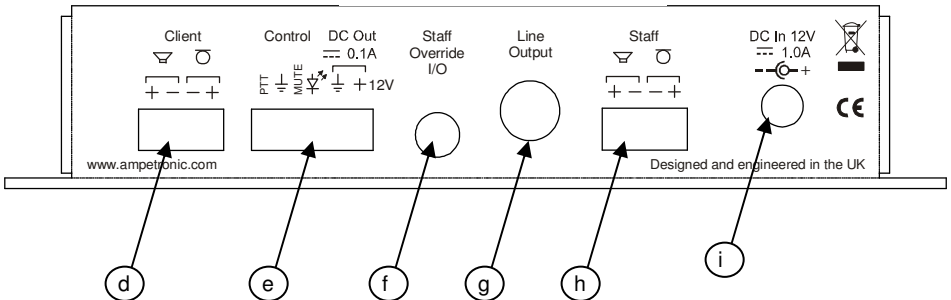 Client
Control
DC Out
0.1A
Staff
Override
I/O
Line
Output
Staff
DC In 12V
1.0A
- +
+ - - +
PTT
MUTE
+ 12V
+ - - +
CE
www.ampetronic.com
Designed and engineered in the UK
d
e
f
g
h
i